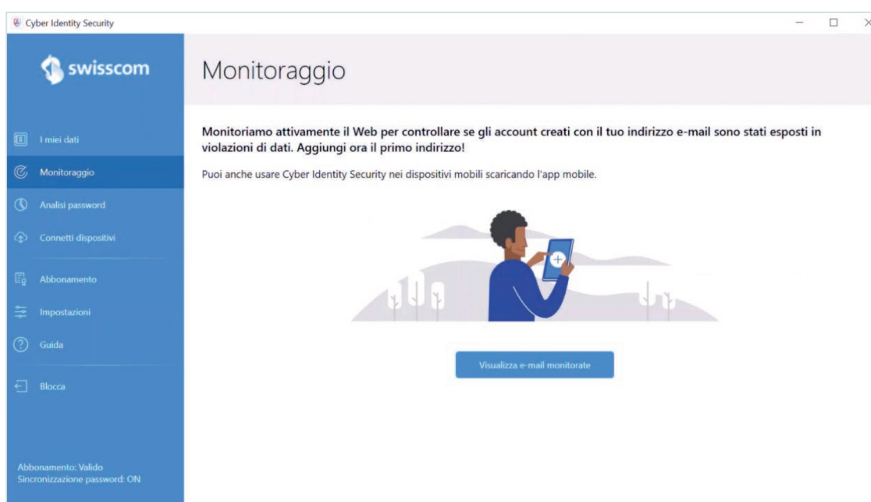 Cyber Identity Security
swisscom
Monitoraggio
I miei dati
Monitoraggio
Analisi password
Connetti dispositivi
Abbonamento
Impostazioni
Guida
Blocca
Abbonamento: Valido
Sincronizzazione password: ON
Monitoriamo attivamente il Web per controllare se gli account creati con il tuo indirizzo e-mail sono stati esposti in
violazioni di dati. Aggiungi ora il primo indirizzo!
Puoi anche usare Cyber Identity Security nei dispositivi mobili scaricando l'app mobile.
Visualizza e-mail monitorate